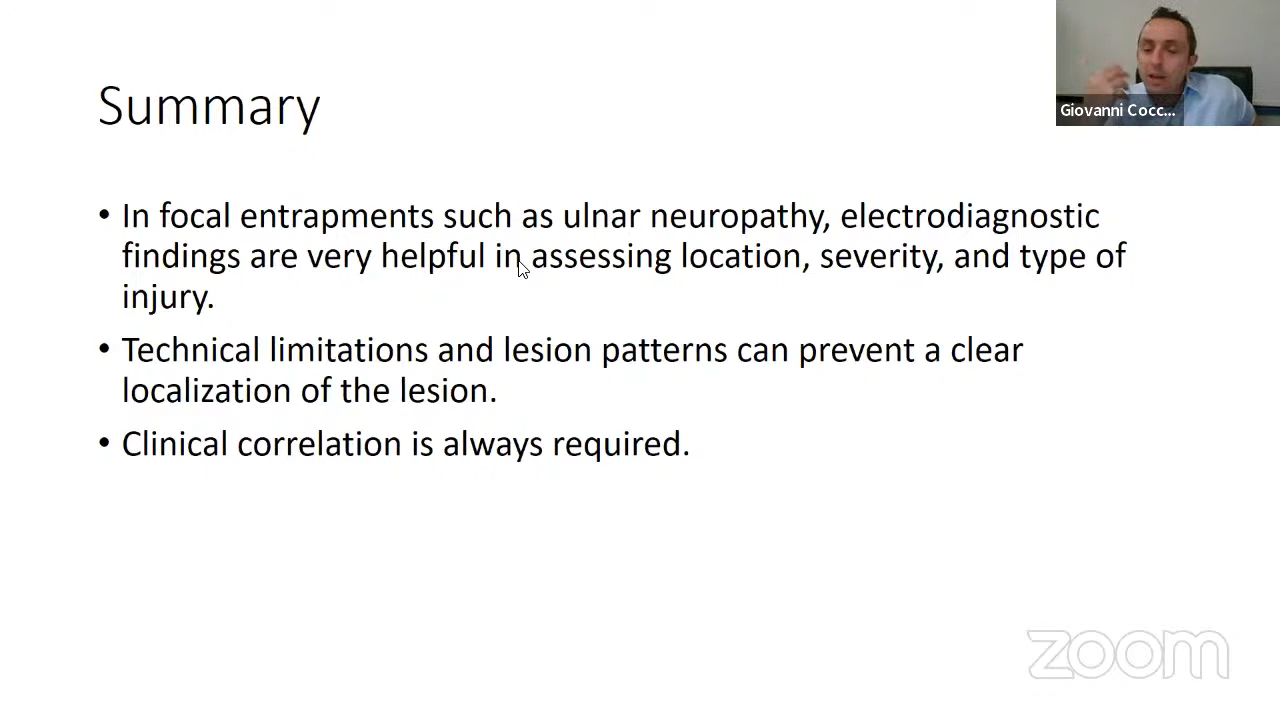 Giovanni Cocc...
Summary
• In focal entrapments such as ulnar neuropathy, electrodiagnostic
findings are very helpful in assessing location, severity, and type of
injury.
• Technical limitations and lesion patterns can prevent a clear
localization of the lesion.
• Clinical correlation is always required.
zoom